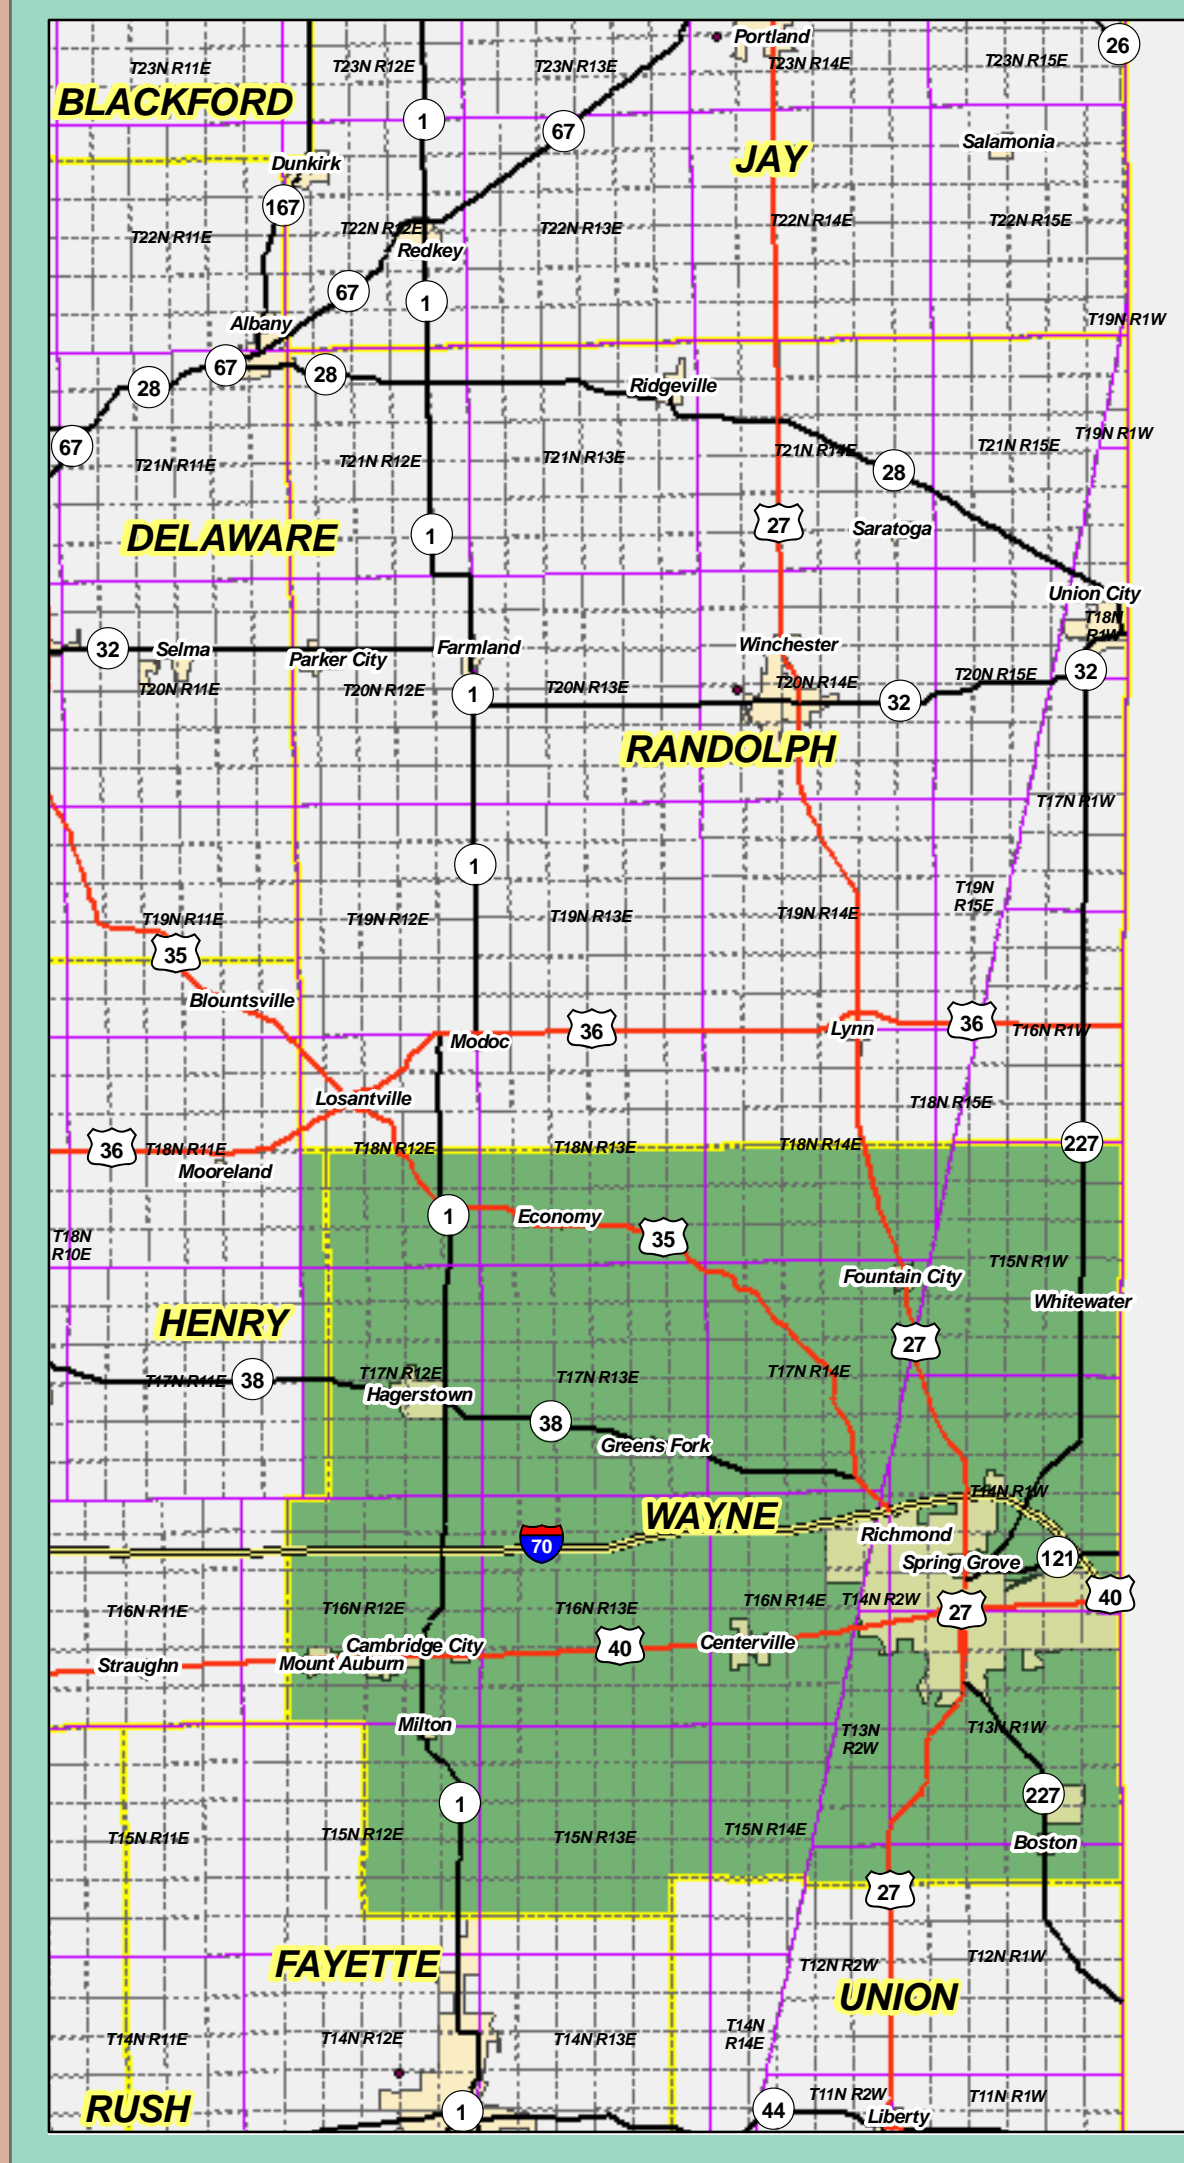 26
Portland
T23N R11E
T23N R12E
T23N R13E
T23N R14E
T23N R15E
BLACKFORD
1
67
JAY
Salamonia
Dunkirk
167
T22N R11E
T22N R12E
T22N R13E
T22N R14E
T22N R15E
Redkey
67
1
Albany
T19N R1W
67
28
28
Ridgeville
67
T21N R11E
T21N R12E
T21N R13E
T21N R14E
T21N R15E
T19N R1W
28
27
Saratoga
DELAWARE
1
Union City
T18N
R1W
32
Selma
Parker City
Farmland
Winchester
32
T20N R11E
T20N R12E
1
T20N R13E
T20N R14E
T20N R15E
32
RANDOLPH
T17N R1W
1
T19N R11E
T19N R12E
T19N R13E
T19N R14E
T19N
R15E
35
Blountsville
Modoc
36
Lynn
36
T16N R1W
Losantville
T18N R15E
36
T18N R11E
Mooreland
T18N R12E
T18N R13E
T18N R14E
227
T18N
R10E
1
Economy
35
T15N R1W
Fountain City
Whitewater
HENRY
27
T17N R11E
38
T17N R12E
Hagerstown
T17N R13E
T17N R14E
38
Greens Fork
T14N R1W
WAYNE
Richmond
70
Spring Grove
121
T16N R11E
T16N R12E
T16N R13E
T16N R14E
T14N R2W
27
40
Cambridge City
40
Centerville
Straughn
Mount Auburn
Milton
T13N
R2W
T13N R1W
1
227
T15N R11E
T15N R12E
T15N R13E
T15N R14E
Boston
27
FAYETTE
T12N R2W
T12N R1W
UNION
T14N R11E
T14N R12E
T14N R13E
T14N
R14E
RUSH
1
44
T11N R2W
T11N R1W
Liberty